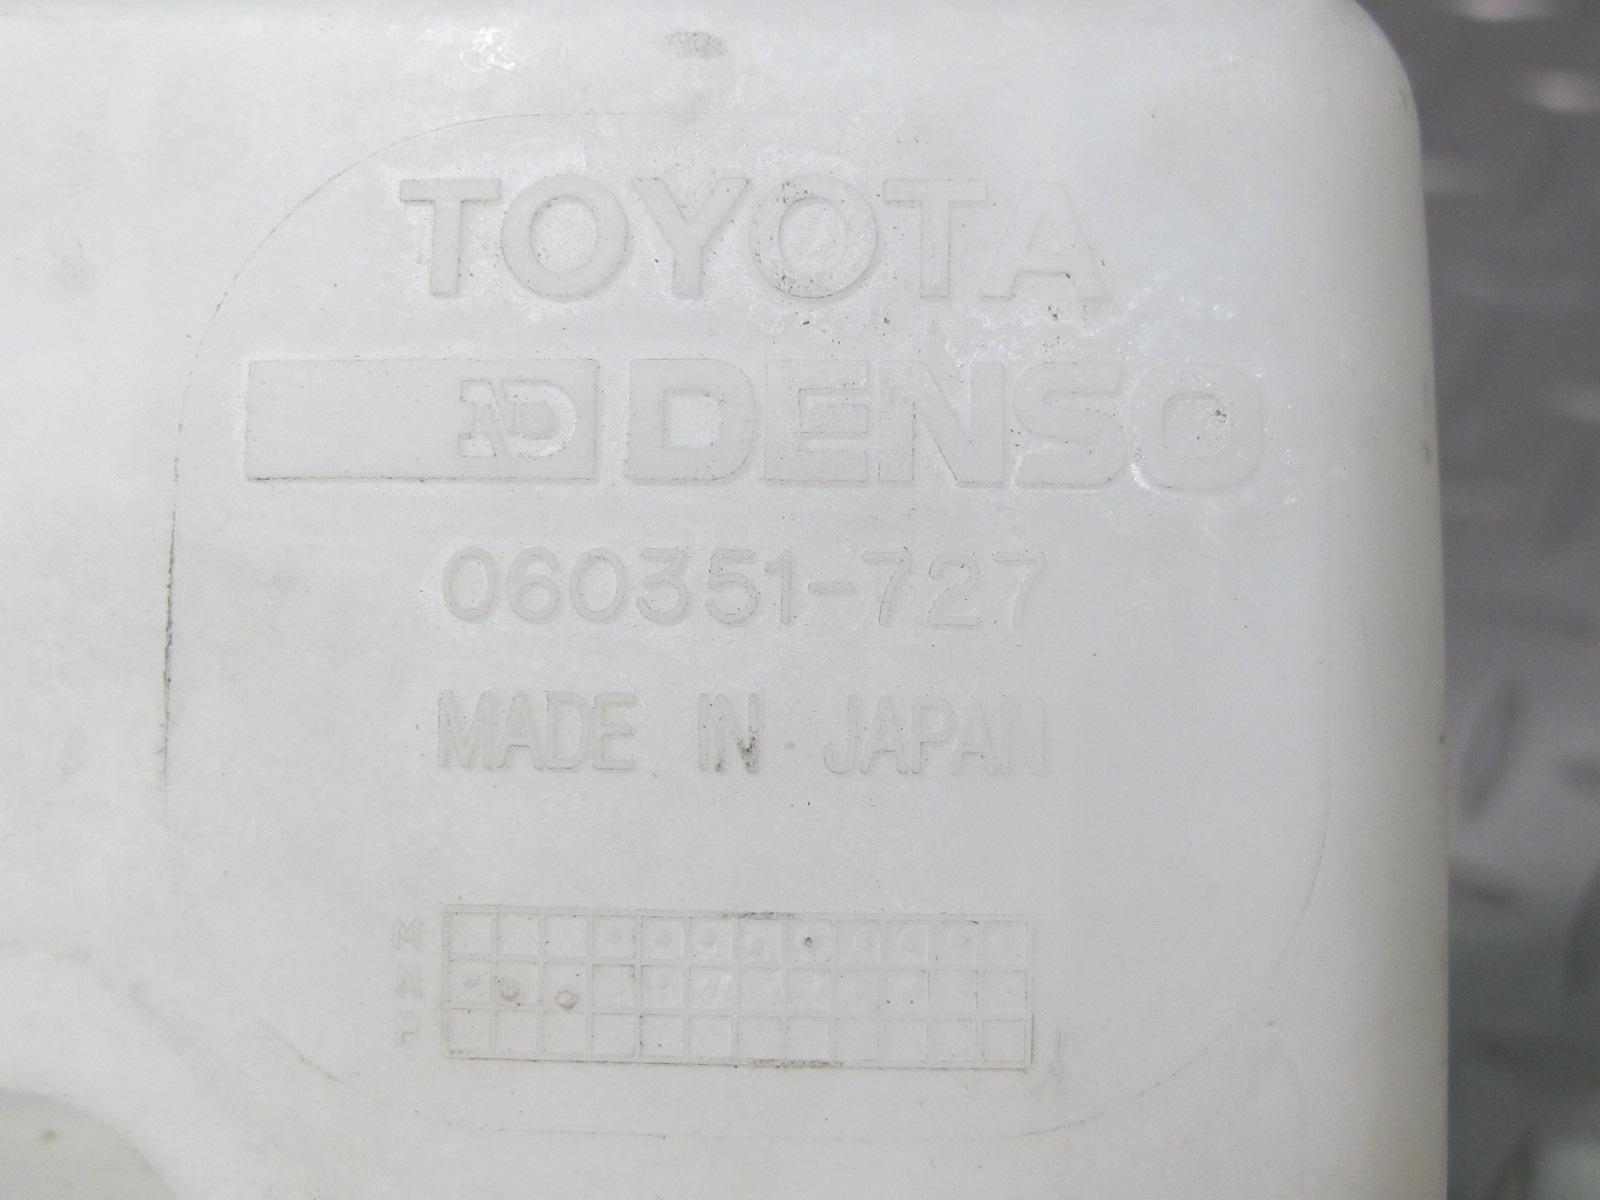 TOYOTA
ND DENSO
060351-727
MADE IN JAPAN